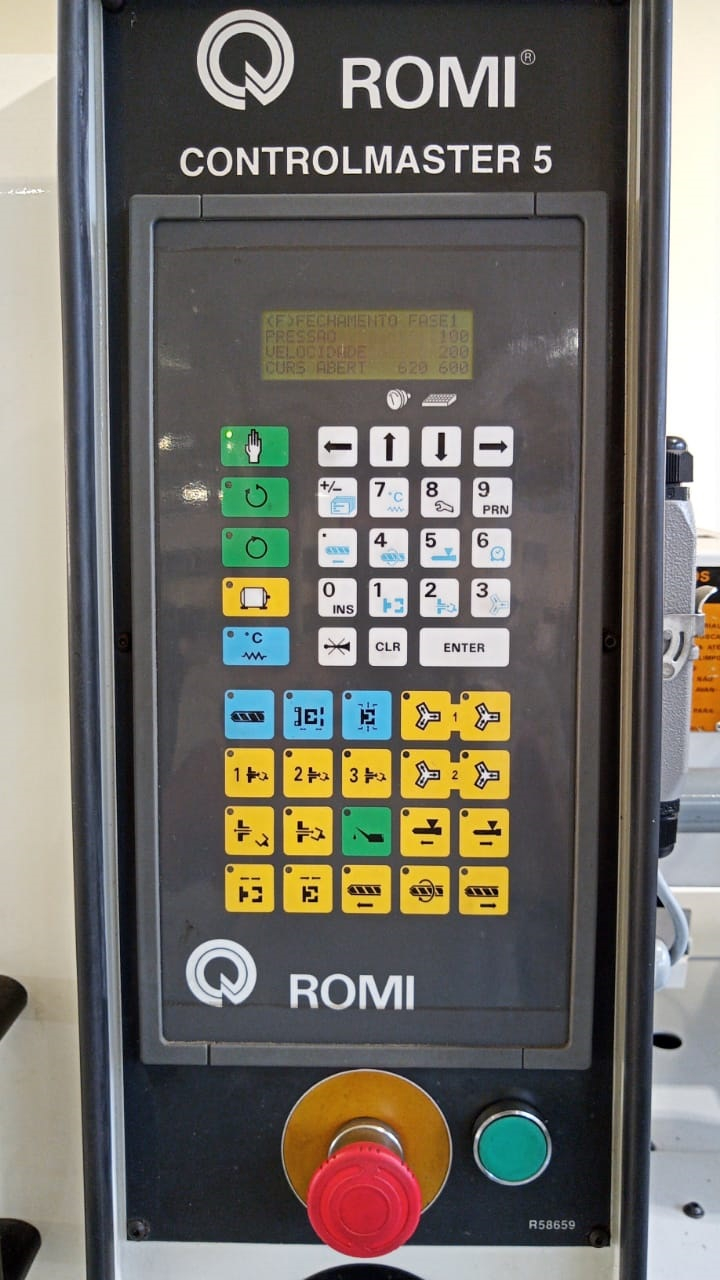 ROMI®
CONTROLMASTER 5
(F)FECHAMENTO FASE1
PRESSAO 100
VELOCIDADE 200
CURS ABERT 620 600
+/- 7 °C 8 9 PRN
4 5 6
0 INS 1 2 3
°C CLR ENTER
1
1 2 3 2
ROMI
R58659